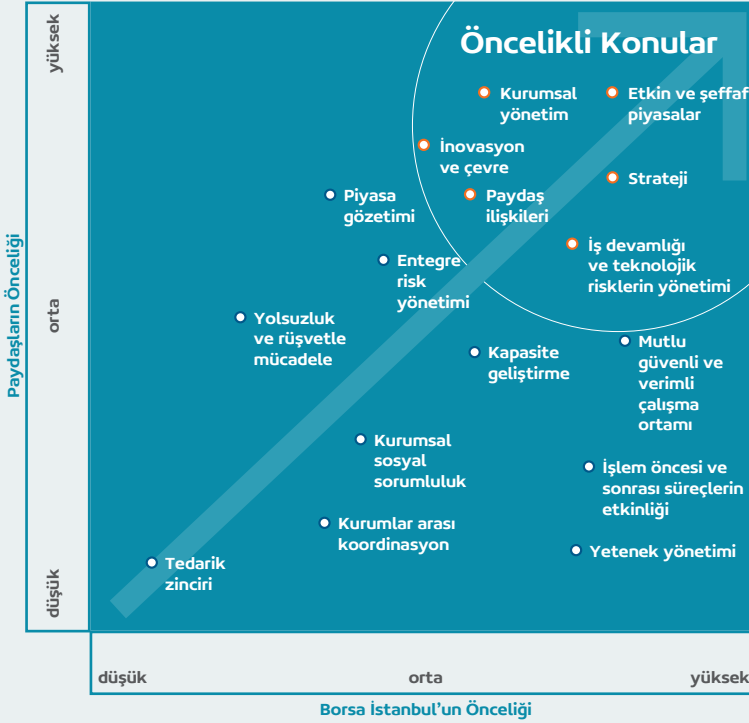 yüksek
orta
düşük
Paydaşların Önceliği
Öncelikli Konular
Kurumsal
yönetim
Etkin ve şeffaf
piyasalar
İnovasyon
ve çevre
Strateji
Piyasa
gözetimi
Paydaş
ilişkileri
İş devamlığı
ve teknolojik
risklerin yönetimi
Entegre
risk
yönetimi
Yolsuzluk
ve rüşvetle
mücadele
Kapasite
geliştirme
Mutlu
güvenli ve
verimli
çalışma
ortamı
Kurumsal
sosyal
sorumluluk
İşlem öncesi ve
sonrası süreçlerin
etkinliği
Kurumlar arası
koordinasyon
Yetenek yönetimi
Tedarik
zinciri
düşük
orta
yüksek
Borsa İstanbul’un Önceliği